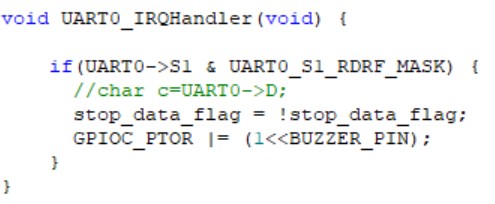 void UART0_IRQHandler(void) {
if(UART0->S1 & UART0_S1_RDRF_MASK) {
//char c=UART0->D;
stop_data_flag = !stop_data_flag;
GPIOC_PTOR |= (1<<BUZZER_PIN);
}
}